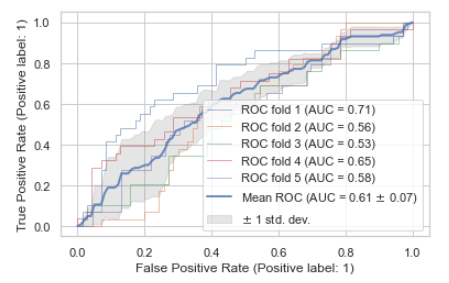 True Positive Rate (Positive label: 1)
1.0
0.8
0.6
0.4
0.2
0.0
ROC fold 1 (AUC = 0.71)
ROC fold 2 (AUC = 0.56)
ROC fold 3 (AUC = 0.53)
ROC fold 4 (AUC = 0.65)
ROC fold 5 (AUC = 0.58)
Mean ROC (AUC = 0.61 ± 0.07)
± 1 std. dev.
0.0 0.2 0.4 0.6 0.8 1.0
False Positive Rate (Positive label: 1)